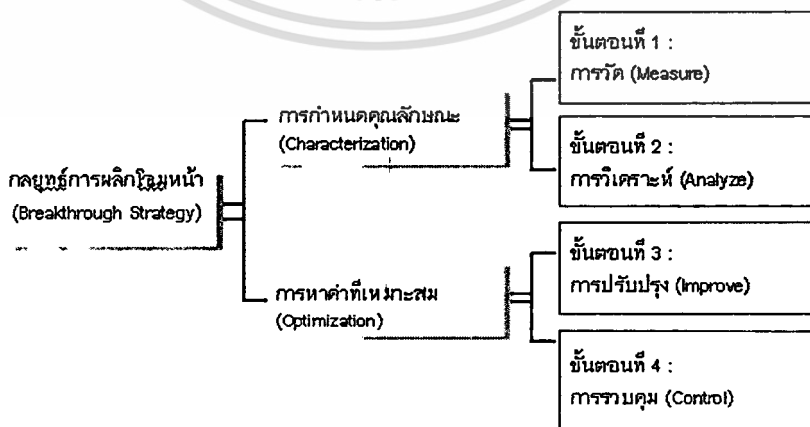 กลยุทธ์การพลิกโฉมหน้า
(Breakthrough Strategy)
การกำหนดคุณลักษณะ
(Characterization)
ขั้นตอนที่ 1 :
การวัด (Measure)
ขั้นตอนที่ 2 :
การวิเคราะห์ (Analyze)
การหาค่าที่เหมาะสม
(Optimization)
ขั้นตอนที่ 3 :
การปรับปรุง (Improve)
ขั้นตอนที่ 4 :
การรวบคุม (Control)